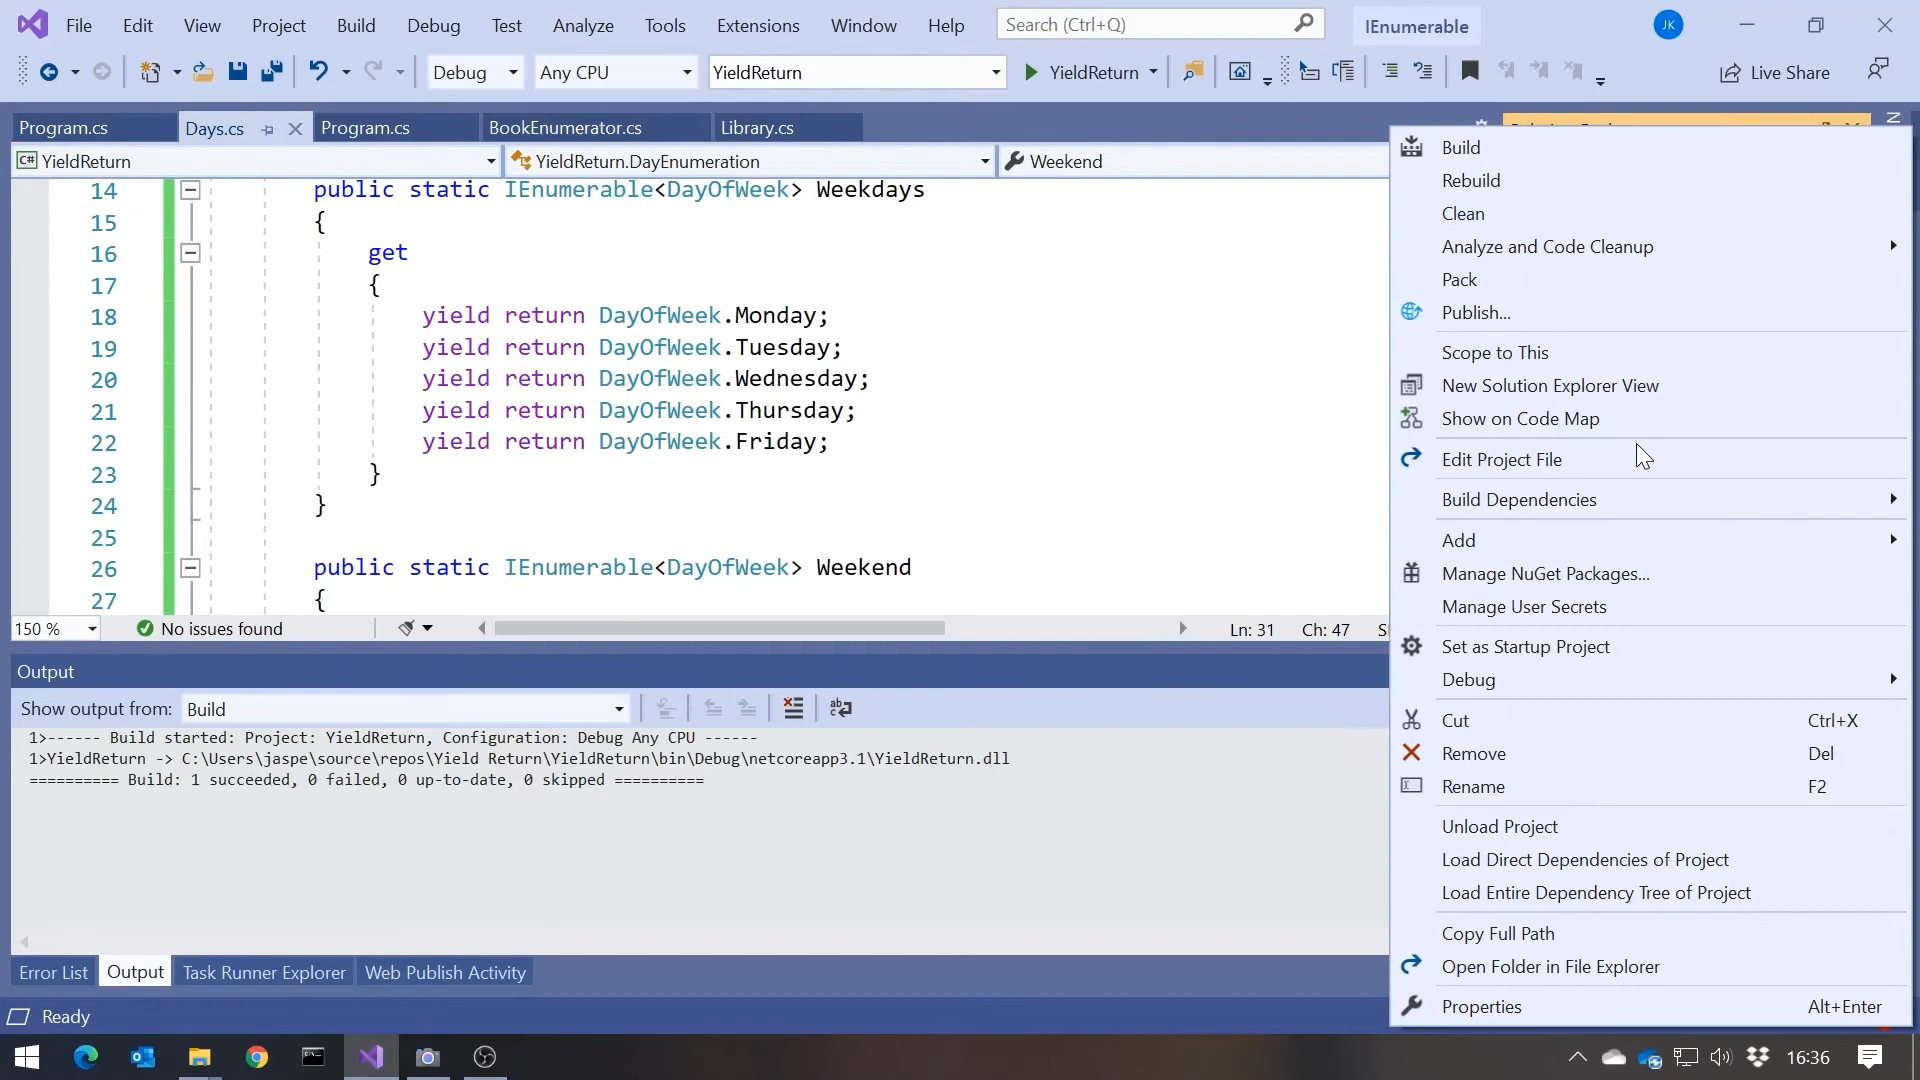 File Edit View Project Build Debug Test Analyze Tools Extensions Window Help Search (Ctrl+Q) IEnumerable JK
Debug Any CPU YieldReturn YieldReturn Live Share
Program.cs Days.cs Program.cs BookEnumerator.cs Library.cs
C# YieldReturn YieldReturn.DayEnumeration Weekend
14 public static IEnumerable<DayOfWeek> Weekdays
15 {
16 get
17 {
18 yield return DayOfWeek.Monday;
19 yield return DayOfWeek.Tuesday;
20 yield return DayOfWeek.Wednesday;
21 yield return DayOfWeek.Thursday;
22 yield return DayOfWeek.Friday;
23 }
24 }
25
26 public static IEnumerable<DayOfWeek> Weekend
27 {
150 % No issues found Ln: 31 Ch: 47
Output
Show output from: Build
1>------ Build started: Project: YieldReturn, Configuration: Debug Any CPU ------
1>YieldReturn -> C:\Users\jaspe\source\repos\Yield Return\YieldReturn\bin\Debug\netcoreapp3.1\YieldReturn.dll
========== Build: 1 succeeded, 0 failed, 0 up-to-date, 0 skipped ==========
Error List Output Task Runner Explorer Web Publish Activity
Ready
Build
Rebuild
Clean
Analyze and Code Cleanup
Pack
Publish...
Scope to This
New Solution Explorer View
Show on Code Map
Edit Project File
Build Dependencies
Add
Manage NuGet Packages...
Manage User Secrets
Set as Startup Project
Debug
Cut Ctrl+X
Remove Del
Rename F2
Unload Project
Load Direct Dependencies of Project
Load Entire Dependency Tree of Project
Copy Full Path
Open Folder in File Explorer
Properties Alt+Enter
16:36